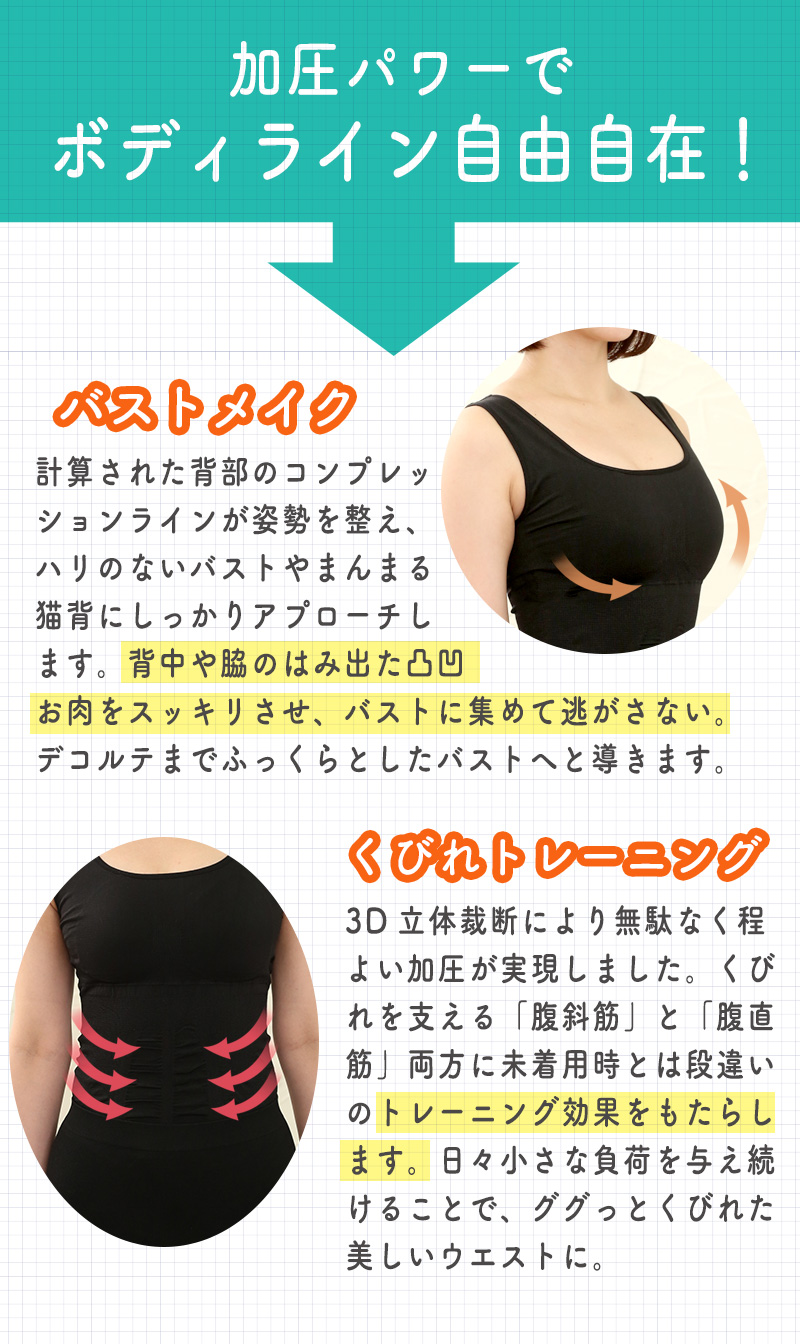 加圧パワーで
ボディライン自由自在！
バストメイク
計算された背部のコンプレッ
ションラインが姿勢を整え、
ハリのないバストやまんまる
猫背にしっかりアプローチし
ます。背中や脇のはみ出た凸凹
お肉をスッキリさせ、バストに集めて逃がさない。
デコルテまでふっくらとしたバストへと導きます。
くびれトレーニング
3D立体裁断により無駄なく程
よい加圧が実現しました。くび
れを支える「腹斜筋」と「腹直
筋」両方に未着用時とは段違い
のトレーニング効果をもたらし
ます。日々小さな負荷を与え続
けることで、ググっとくびれた
美しいウエストに。